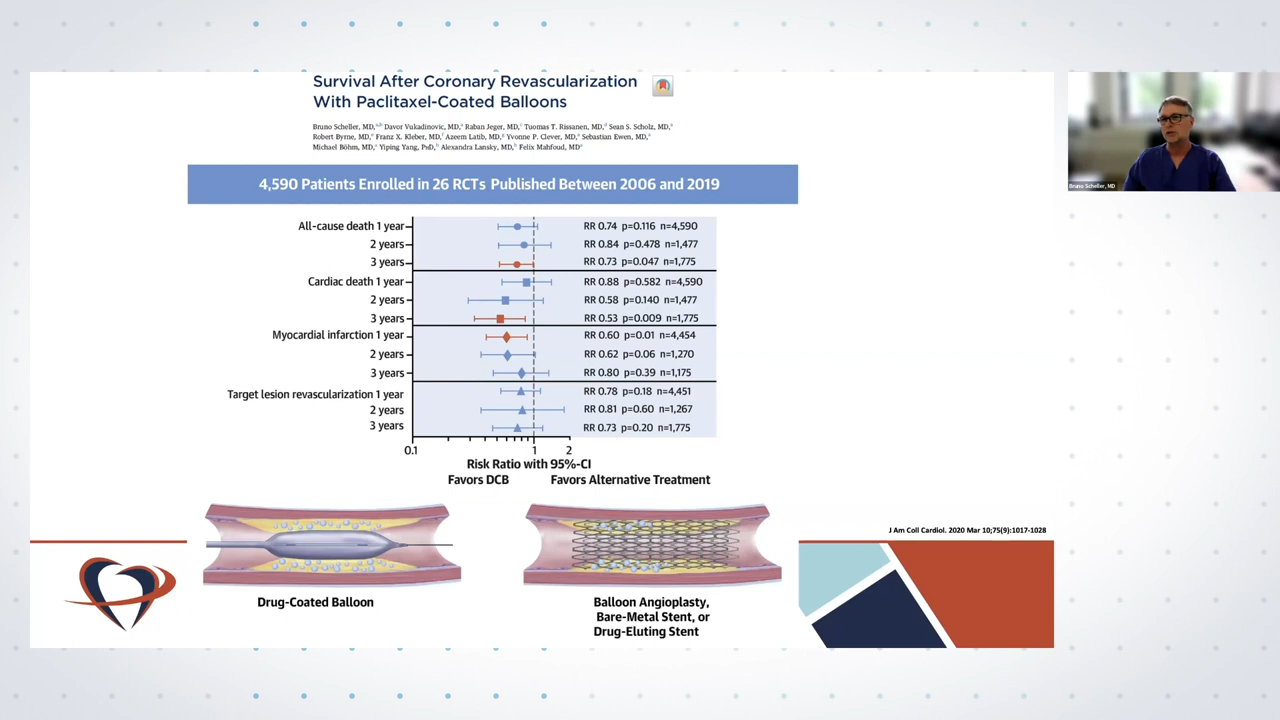 Survival After Coronary Revascularization
With Paclitaxel-Coated Balloons
Bruno Scheller, MD,a,b Davor Vukadinovic, MD,a Raban Jeger, MD,c Tuomas T. Rissanen, MD,d Sean S. Scholz, MD,a
Robert Byrne, MD,e Franz X. Kleber, MD,f Azeem Latib, MD,g Yvonne P. Clever, MD,a Sebastian Ewen, MD,a
Michael Böhm, MD,a Yiping Yang, PhD,h Alexandra Lansky, MD,h Felix Mahfoud, MDa
4,590 Patients Enrolled in 26 RCTs Published Between 2006 and 2019
All-cause death 1 year RR 0.74 p=0.116 n=4,590
2 years RR 0.84 p=0.478 n=1,477
3 years RR 0.73 p=0.047 n=1,775
Cardiac death 1 year RR 0.88 p=0.582 n=4,590
2 years RR 0.58 p=0.140 n=1,477
3 years RR 0.53 p=0.009 n=1,775
Myocardial infarction 1 year RR 0.60 p=0.01 n=4,454
2 years RR 0.62 p=0.06 n=1,270
3 years RR 0.80 p=0.39 n=1,175
Target lesion revascularization 1 year RR 0.78 p=0.18 n=4,451
2 years RR 0.81 p=0.60 n=1,267
3 years RR 0.73 p=0.20 n=1,775
0.1 1 2
Risk Ratio with 95%-CI
Favors DCB Favors Alternative Treatment
J Am Coll Cardiol. 2020 Mar 10;75(9):1017-1028
Drug-Coated Balloon
Balloon Angioplasty,
Bare-Metal Stent, or
Drug-Eluting Stent
Bruno Scheller, MD